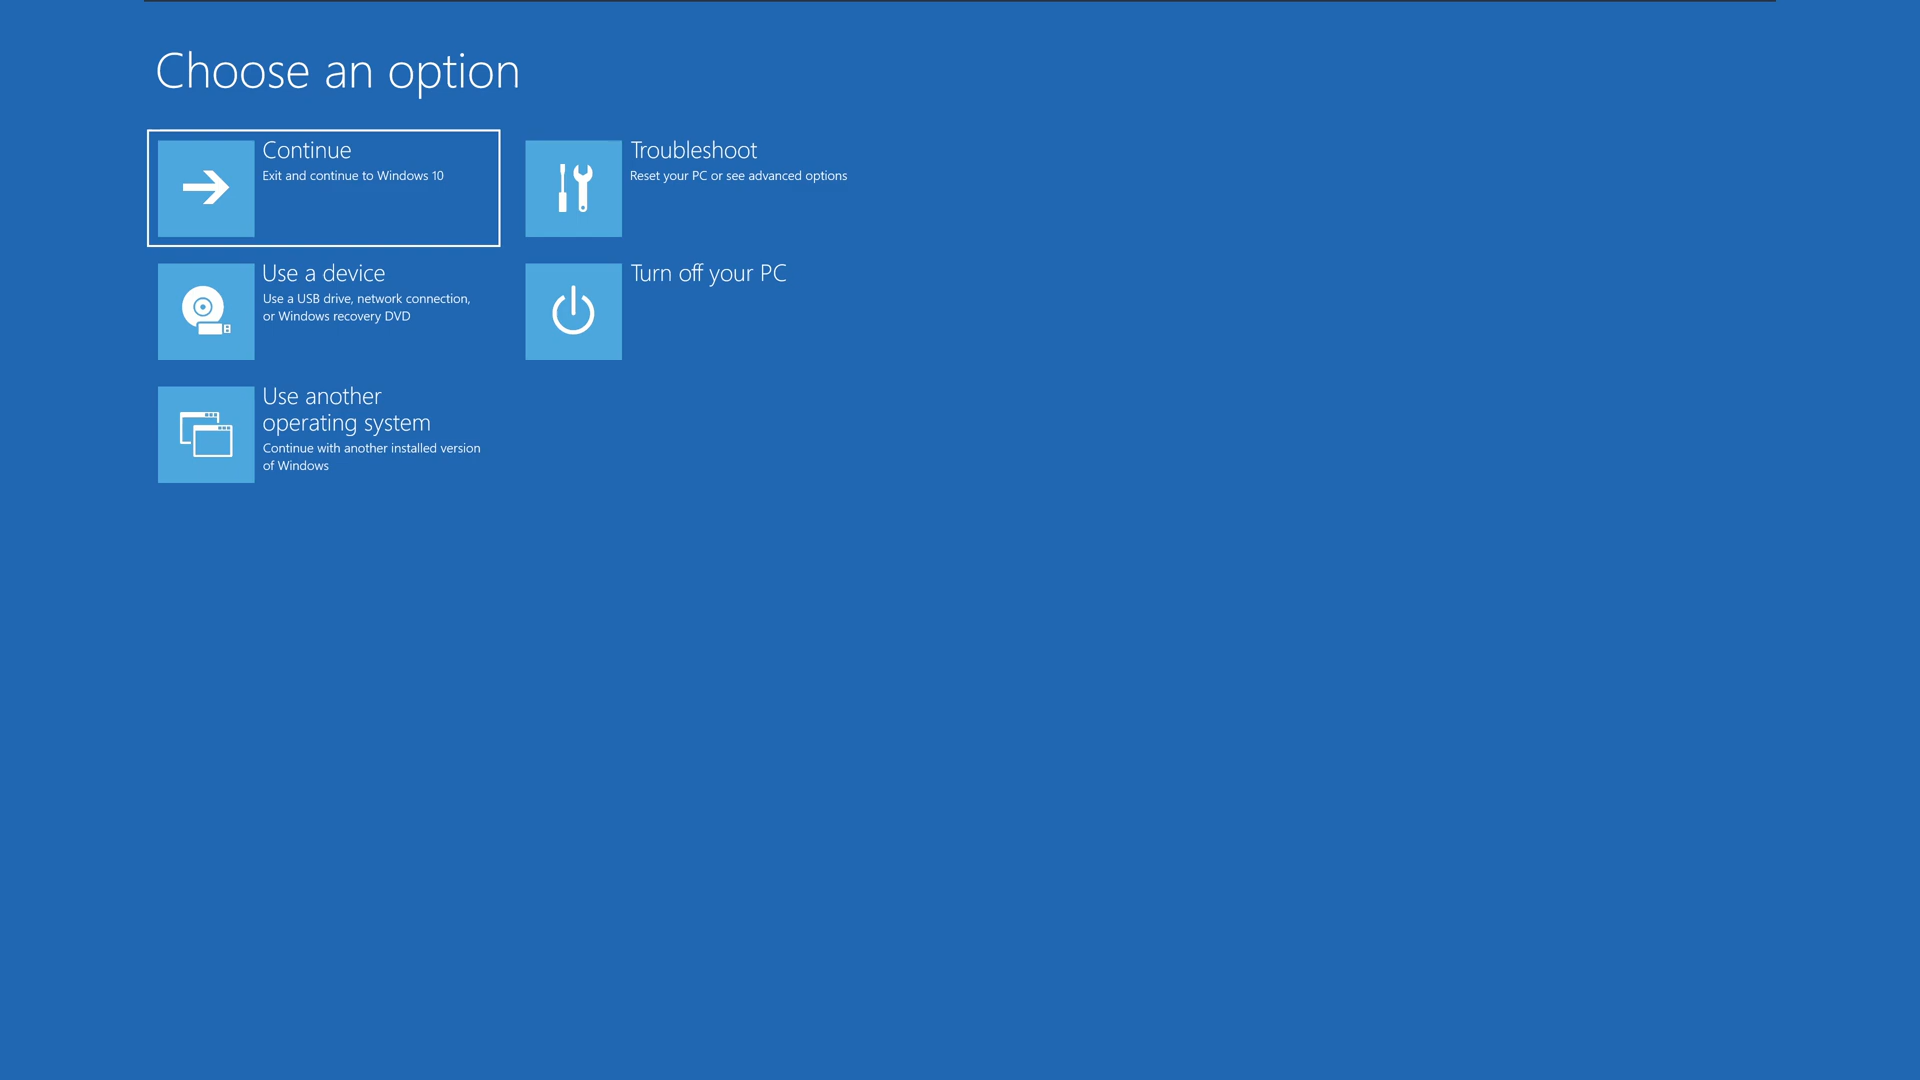 Choose an option
Continue
Exit and continue to Windows 10
Troubleshoot
Reset your PC or see advanced options
Use a device
Use a USB drive, network connection,
or Windows recovery DVD
Turn off your PC
Use another
operating system
Continue with another installed version
of Windows